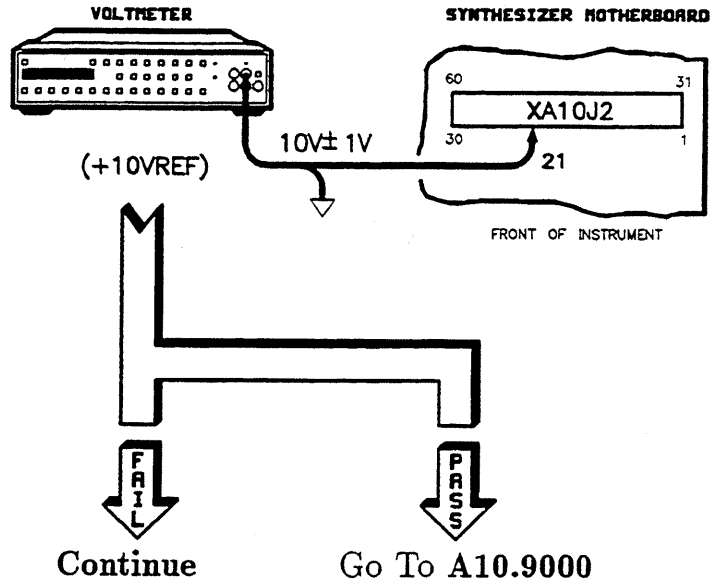 VOLTMETER
SYNTHESIZER MOTHERBOARD
60
31
XA10J2
30
1
10V± 1V
21
(+10VREF)
FRONT OF INSTRUMENT
FAIL
PASS
Continue
Go To A10.9000